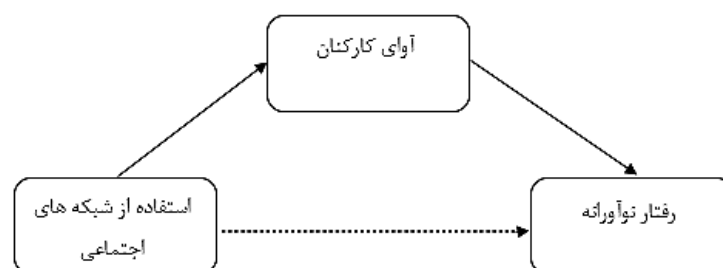 آوای کارکنان
استفاده از شبکه های
اجتماعی
رفتار نوآورانه